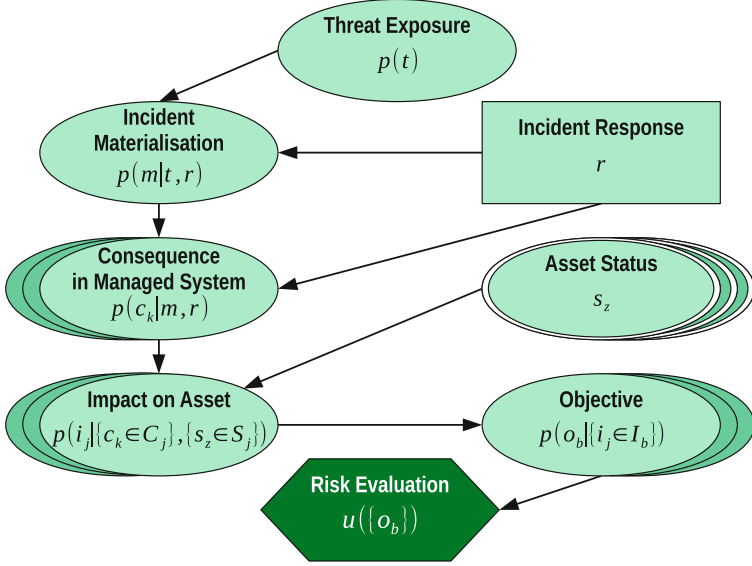 Threat Exposure
p(t)
Incident
Materialisation
p(m|t,r)
Incident Response
r
Consequence
in Managed System
p(c_k|m,r)
Asset Status
s_z
Impact on Asset
p(i_j|{c_k∈C_j},{s_z∈S_j})
Objective
p(o_b|{i_j∈I_b})
Risk Evaluation
u({o_b})